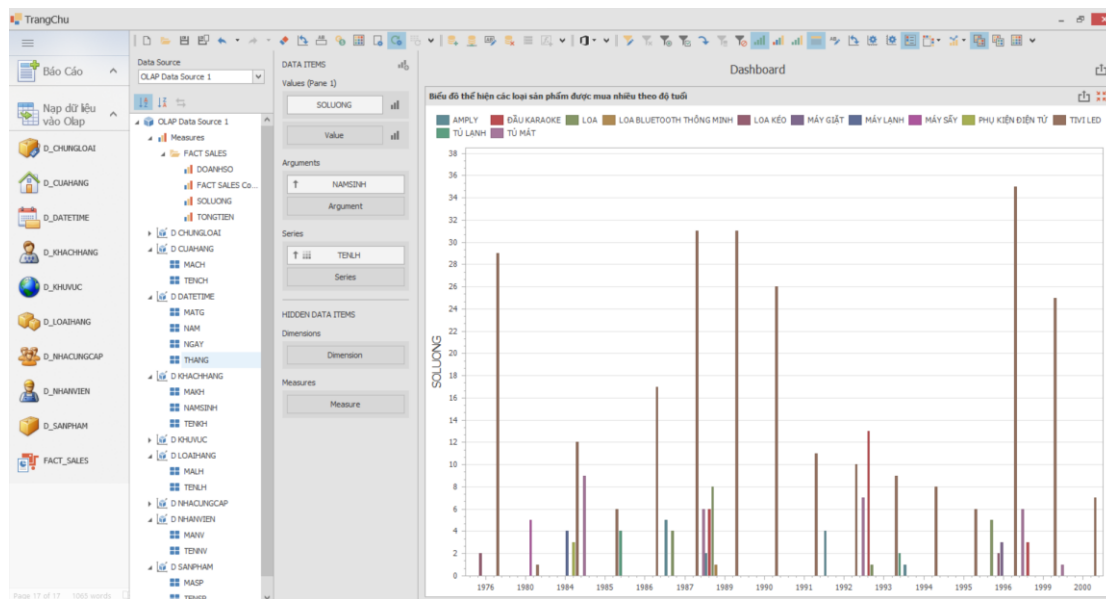 TrangChu
Báo Cáo
Nạp dữ liệu
vào Olap
D_CHUNGLOAI
D_CUAHANG
D_DATETIME
D_KHACHHANG
D_KHUVUC
D_LOAIHANG
D_NHACUNGCAP
D_NHANVIEN
D_SANPHAM
FACT_SALES
Page 17 of 17
1065 words
Data Source
OLAP Data Source 1
OLAP Data Source 1
Measures
FACT SALES
DOANHSO
FACT SALES Co...
SOLUONG
TONGTIEN
D CHUNGLOAI
D CUAHANG
MACH
TENCH
D DATETIME
MATG
NAM
NGAY
THANG
D KHACHHANG
MAKH
NAMSINH
TENKH
D KHUVUC
D LOAIHANG
MALH
TENLH
D NHACUNGCAP
D NHANVIEN
MANV
TENNV
D SANPHAM
MASP
TENSP
DATA ITEMS
Values (Pane 1)
SOLUONG
Value
Arguments
NAMSINH
Argument
Series
TENLH
Series
HIDDEN DATA ITEMS
Dimensions
Dimension
Measures
Measure
Dashboard
Biểu đồ thể hiện các loại sản phẩm được mua nhiều theo độ tuổi
AMPLY ĐẦU KARAOKE LOA LOA BLUETOOTH THÔNG MINH LOA KÉO MÁY GIẶT MÁY LẠNH MÁY SẤY PHỤ KIỆN ĐIỆN TỬ TIVI LED
TỦ LẠNH TỦ MÁT
SOLUONG
38
36
34
32
30
28
26
24
22
20
18
16
14
12
10
8
6
4
2
0
1976 1980 1984 1985 1986 1987 1989 1990 1991 1992 1993 1994 1995 1996 1999 2000